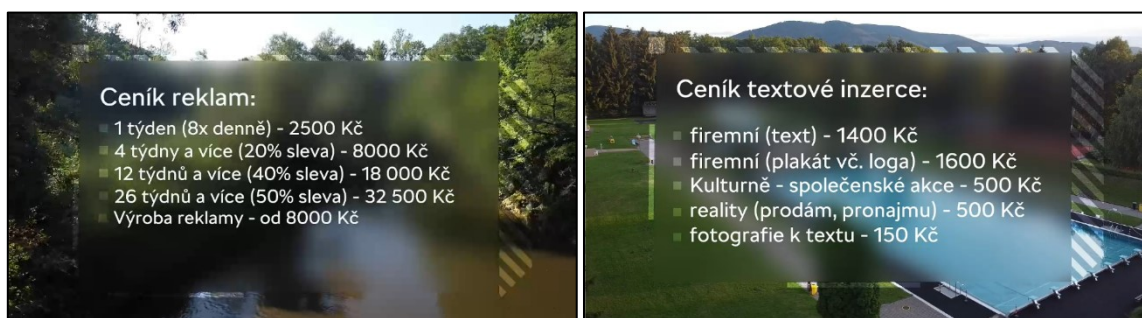 Ceník reklam:
1 týden (8x denně) - 2500 Kč
4 týdny a více (20% sleva) - 8000 Kč
12 týdnů a více (40% sleva) - 18 000 Kč
26 týdnů a více (50% sleva) - 32 500 Kč
Výroba reklamy - od 8000 Kč
Ceník textové inzerce:
firemní (text) - 1400 Kč
firemní (plakát vč. loga) - 1600 Kč
Kulturně - společenské akce - 500 Kč
reality (prodám, pronajmu) - 500 Kč
fotografie k textu - 150 Kč